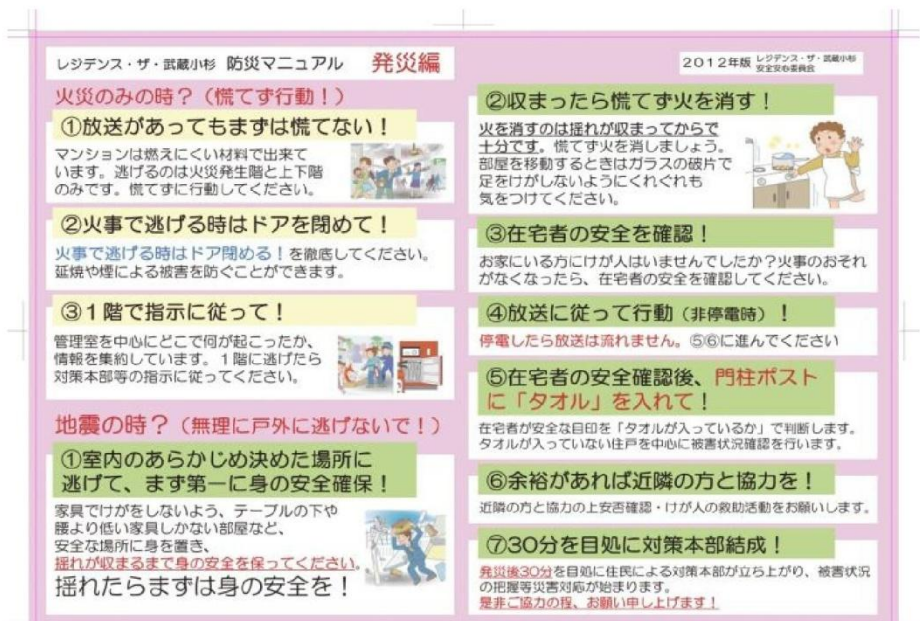 レジデンス・ザ・武蔵小杉 防災マニュアル 発災編
2012年版 レジデンス・ザ・武蔵小杉
安全安心委員会
火災のみの時?(慌てず行動!)
①放送があってもまずは慌てない!
マンションは燃えにくい材料で出来て
います。逃げるのは火災発生階と上下階
のみです。慌てずに行動してください。
②火事で逃げる時はドアを閉めて!
火事で逃げる時はドア閉める!を徹底してください。
延焼や煙による被害を防ぐことができます。
③1階で指示に従って!
管理室を中心にどこで何が起こったか、
情報を集約しています。1階に逃げたら
対策本部等の指示に従ってください。
地震の時?(無理に戸外に逃げないで!)
①室内のあらかじめ決めた場所に
逃げて、まず第一に身の安全確保!
家具でけがをしないよう、テーブルの下や
腰より低い家具しかない部屋など、
安全な場所に身を置き、
揺れが収まるまで身の安全を保ってください。
揺れたらまずは身の安全を!
②収まったら慌てず火を消す!
火を消すのは揺れが収まってからで
十分です。慌てず火を消しましょう。
部屋を移動するときはガラスの破片で
足をけがしないようにくれぐれも
気をつけてください。
③在宅者の安全を確認!
お家にいる方にけが人はいませんでしたか?火事のおそれ
がなくなったら、在宅者の安全を確認してください。
④放送に従って行動(非停電時)!
停電したら放送は流れません。⑤⑥に進んでください
⑤在宅者の安全確認後、門柱ポスト
に「タオル」を入れて!
在宅者が安全な目印を「タオルが入っているか」で判断します。
タオルが入っていない住戸を中心に被害状況確認を行います。
⑥余裕があれば近隣の方と協力を!
近隣の方と協力の上安否確認・けが人の救助活動をお願いします。
⑦30分を目処に対策本部結成!
発災後30分を目処に住民による対策本部が立ち上がり、被害状況
の把握等災害対応が始まります。
是非ご協力の程、お願い申し上げます!